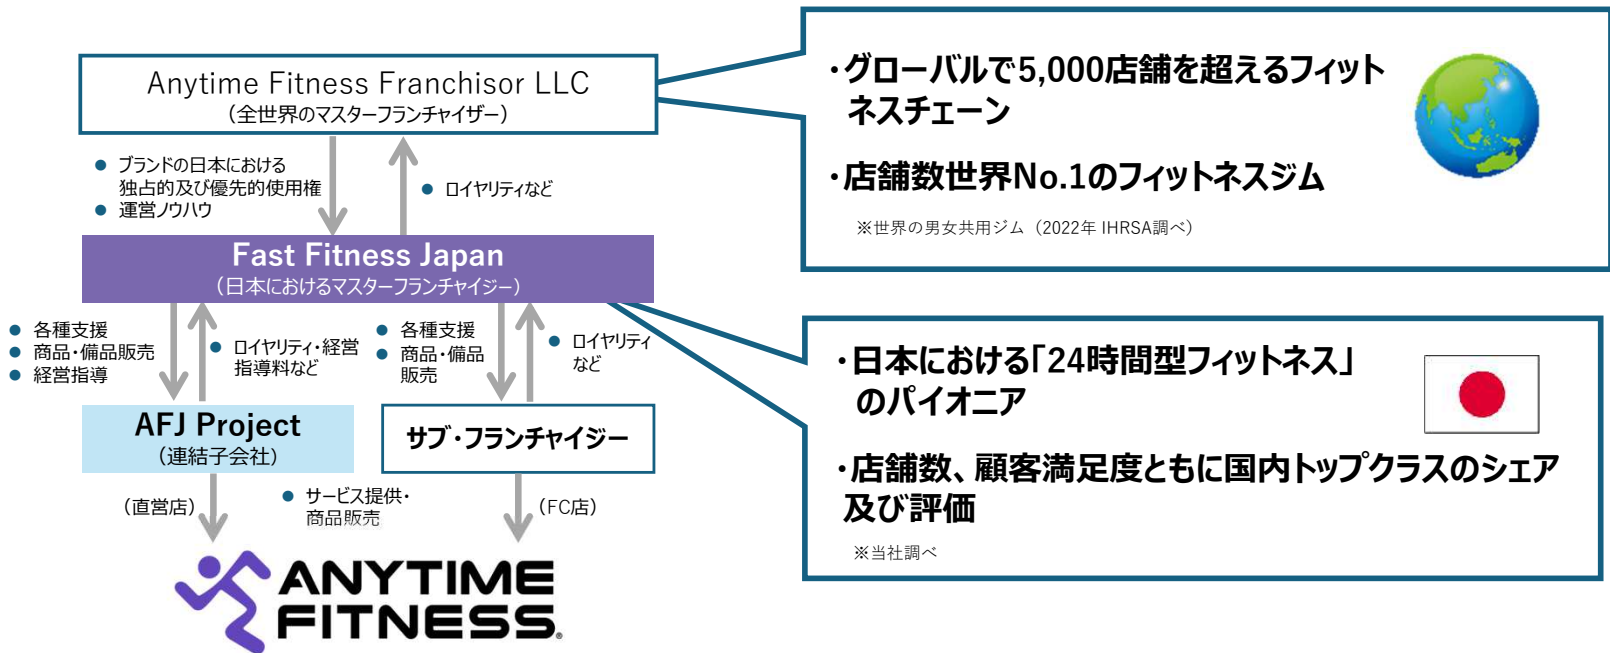 Anytime Fitness Franchisor LLC
(全世界のマスターフランチャイザー)
● ブランドの日本における
独占的及び優先的使用権
● 運営ノウハウ
● ロイヤリティなど
Fast Fitness Japan
(日本におけるマスターフランチャイジー)
● 各種支援
● 商品・備品販売
● 経営指導
● ロイヤリティ・経営
指導料など
● 各種支援
● 商品・備品
販売
● ロイヤリティ
など
AFJ Project
(連結子会社)
サブ・フランチャイジー
(直営店)
● サービス提供・
商品販売
(FC店)
ANYTIME
FITNESS®
・グローバルで5,000店舗を超えるフィット
ネスチェーン
・店舗数世界No.1のフィットネスジム
※世界の男女共用ジム (2022年 IHRSA調べ)
・日本における「24時間型フィットネス」
のパイオニア
・店舗数、顧客満足度ともに国内トップクラスのシェア
及び評価
※当社調べ